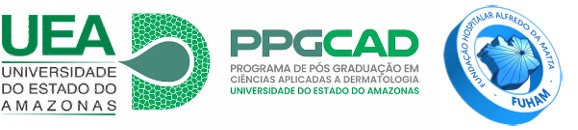 UEA
UNIVERSIDADE
DO ESTADO DO
AMAZONAS
PPGCAD
PROGRAMA DE PÓS GRADUAÇÃO EM
CIÊNCIAS APLICADAS A DERMATOLOGIA
UNIVERSIDADE DO ESTADO DO AMAZONAS
FUNDAÇÃO HOSPITALAR ALFREDO DA MATTA
FUHAM